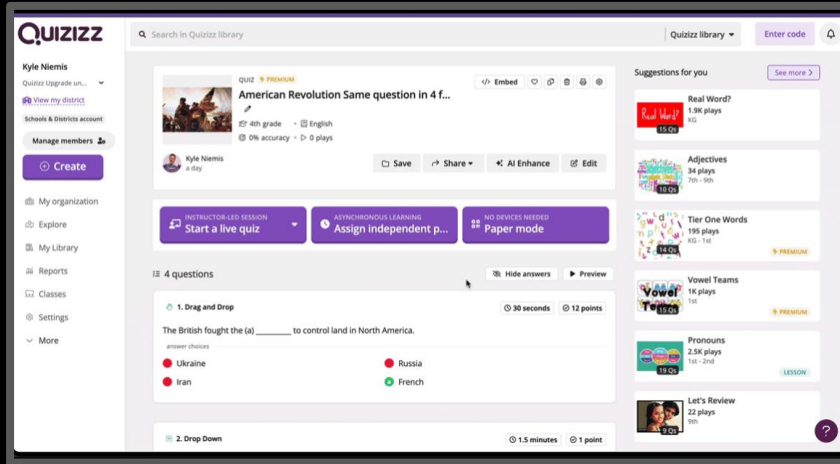 QUIZIZZ
Search in Quizizz library
Quizizz library
Enter code
Kyle Niemis
Quizizz Upgrade un...
View my district
Schools & Districts account
Manage members
Create
My organization
Explore
My Library
Reports
Classes
Settings
More
QUIZ PREMIUM
Embed
American Revolution Same question in 4 f...
4th grade • English
0% accuracy • 0 plays
Kyle Niemis
a day
Save
Share
AI Enhance
Edit
INSTRUCTOR-LED SESSION
Start a live quiz
ASYNCHRONOUS LEARNING
Assign independent p...
NO DEVICES NEEDED
Paper mode
4 questions
Hide answers
Preview
1. Drag and Drop
30 seconds
12 points
The British fought the (a) ________ to control land in North America.
answer choices
Ukraine
Russia
Iran
French
2. Drop Down
1.5 minutes
1 point
Suggestions for you
See more >
Real Word?
15 Qs
Real Word?
1.9K plays
KG
10 Qs
Adjectives
34 plays
7th - 9th
14 Qs
Tier One Words
195 plays
KG - 1st
PREMIUM
Vowel
15 Qs
Vowel Teams
1K plays
1st
PREMIUM
19 Qs
Pronouns
2.5K plays
1st - 2nd
LESSON
9 Qs
Let's Review
22 plays
9th
?